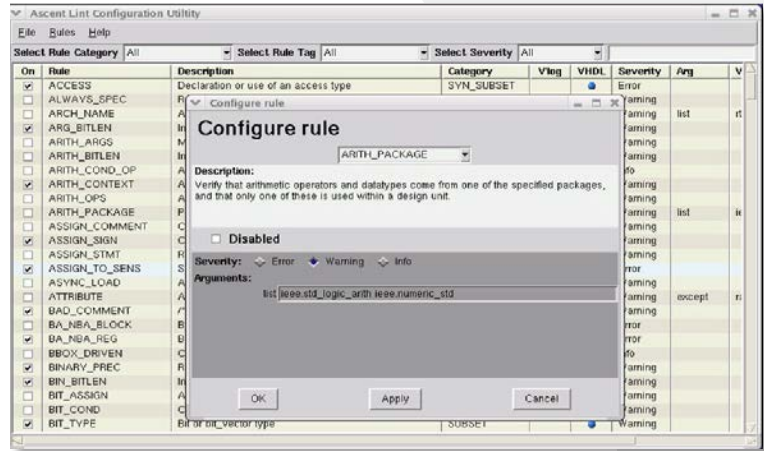 Ascent Lint Configuration Utiltity
File Rules Help
Select Rule Category All Select Rule Tag All Select Severity All
On Rule Description Category Vlog VHDL Severity Arg V
ACCESS Declaration or use of an access type SYN_SUBSET Error
ALWAYS_SPEC
ARCH_NAME list
ARG_BITLEN In
ARITH_ARGS M
ARITH_BITLEN In
ARITH_COND_OP A
ARITH_CONTEXT A
ARITH_OPS A
ARITH_PACKAGE P list
ASSIGN_COMMENT C
ASSIGN_SIGN C
ASSIGN_STMT R
ASSIGN_TO_SENS S
ASYNC_LOAD A
ATTRIBUTE A except
BAD_COMMENT
BA_NBA_BLOCK B
BA_NBA_REG B
BBOX_DRIVEN C
BINARY_PREC R
BIN_BITLEN In
BIT_ASSIGN A
BIT_COND C
BIT_TYPE Bit or bit_vector type SUBSET Warning
Configure rule
Configure rule
ARITH_PACKAGE
Description:
Verify that arithmetic operators and datatypes come from one of the specified packages,
and that only one of these is used within a design unit.
Disabled
Severity: Error Warning Info
Arguments:
list ieee.std_logic_arith ieee.numeric_std
OK Apply Cancel